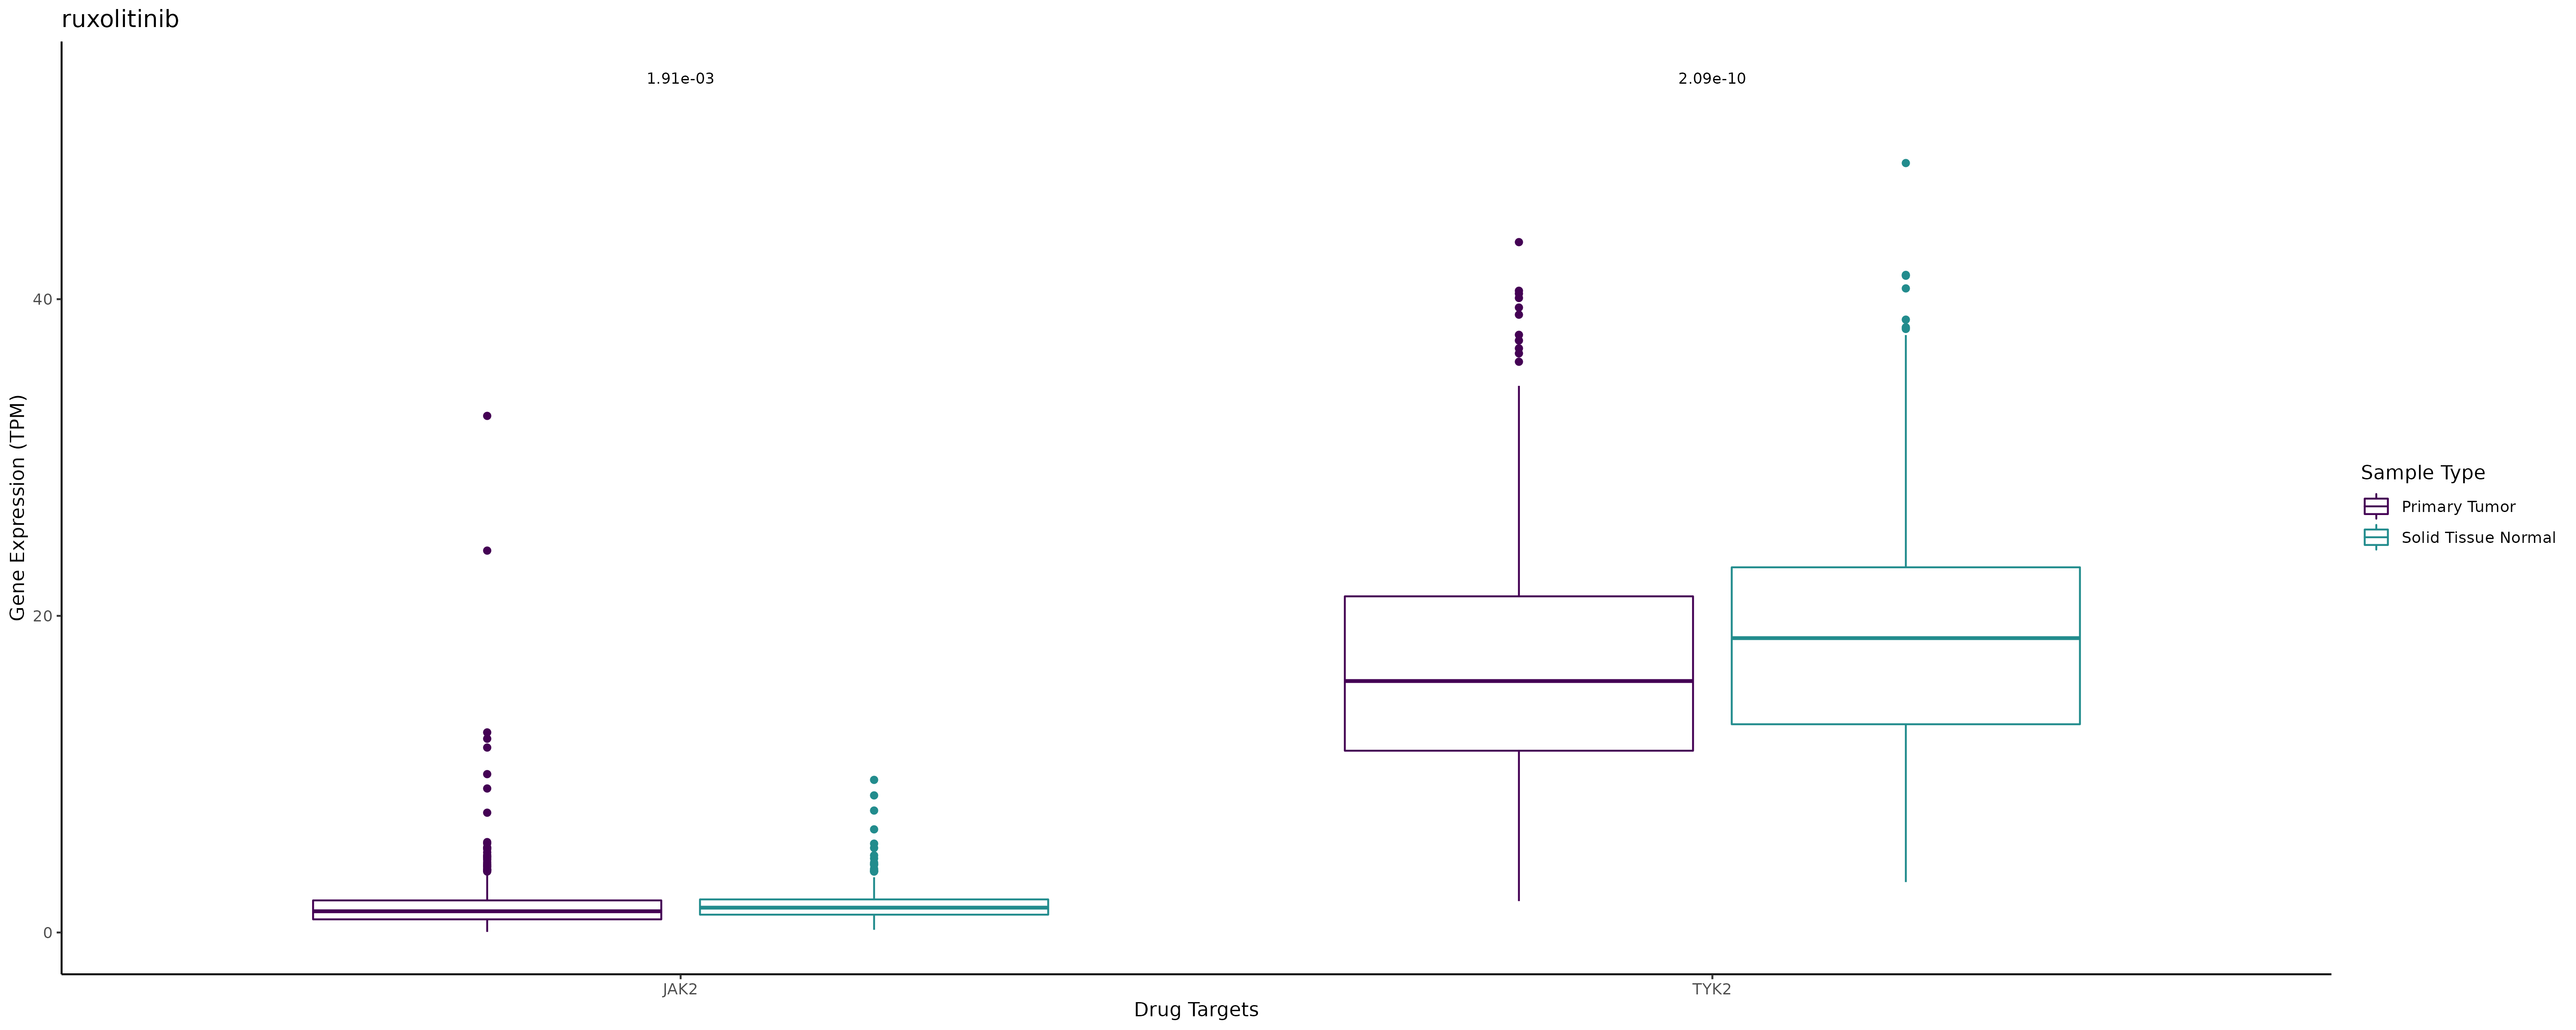 ruxolitinib
1.91e-03
2.09e-10
40
20
0
Gene Expression (TPM)
JAK2
TYK2
Drug Targets
Sample Type
Primary Tumor
Solid Tissue Normal